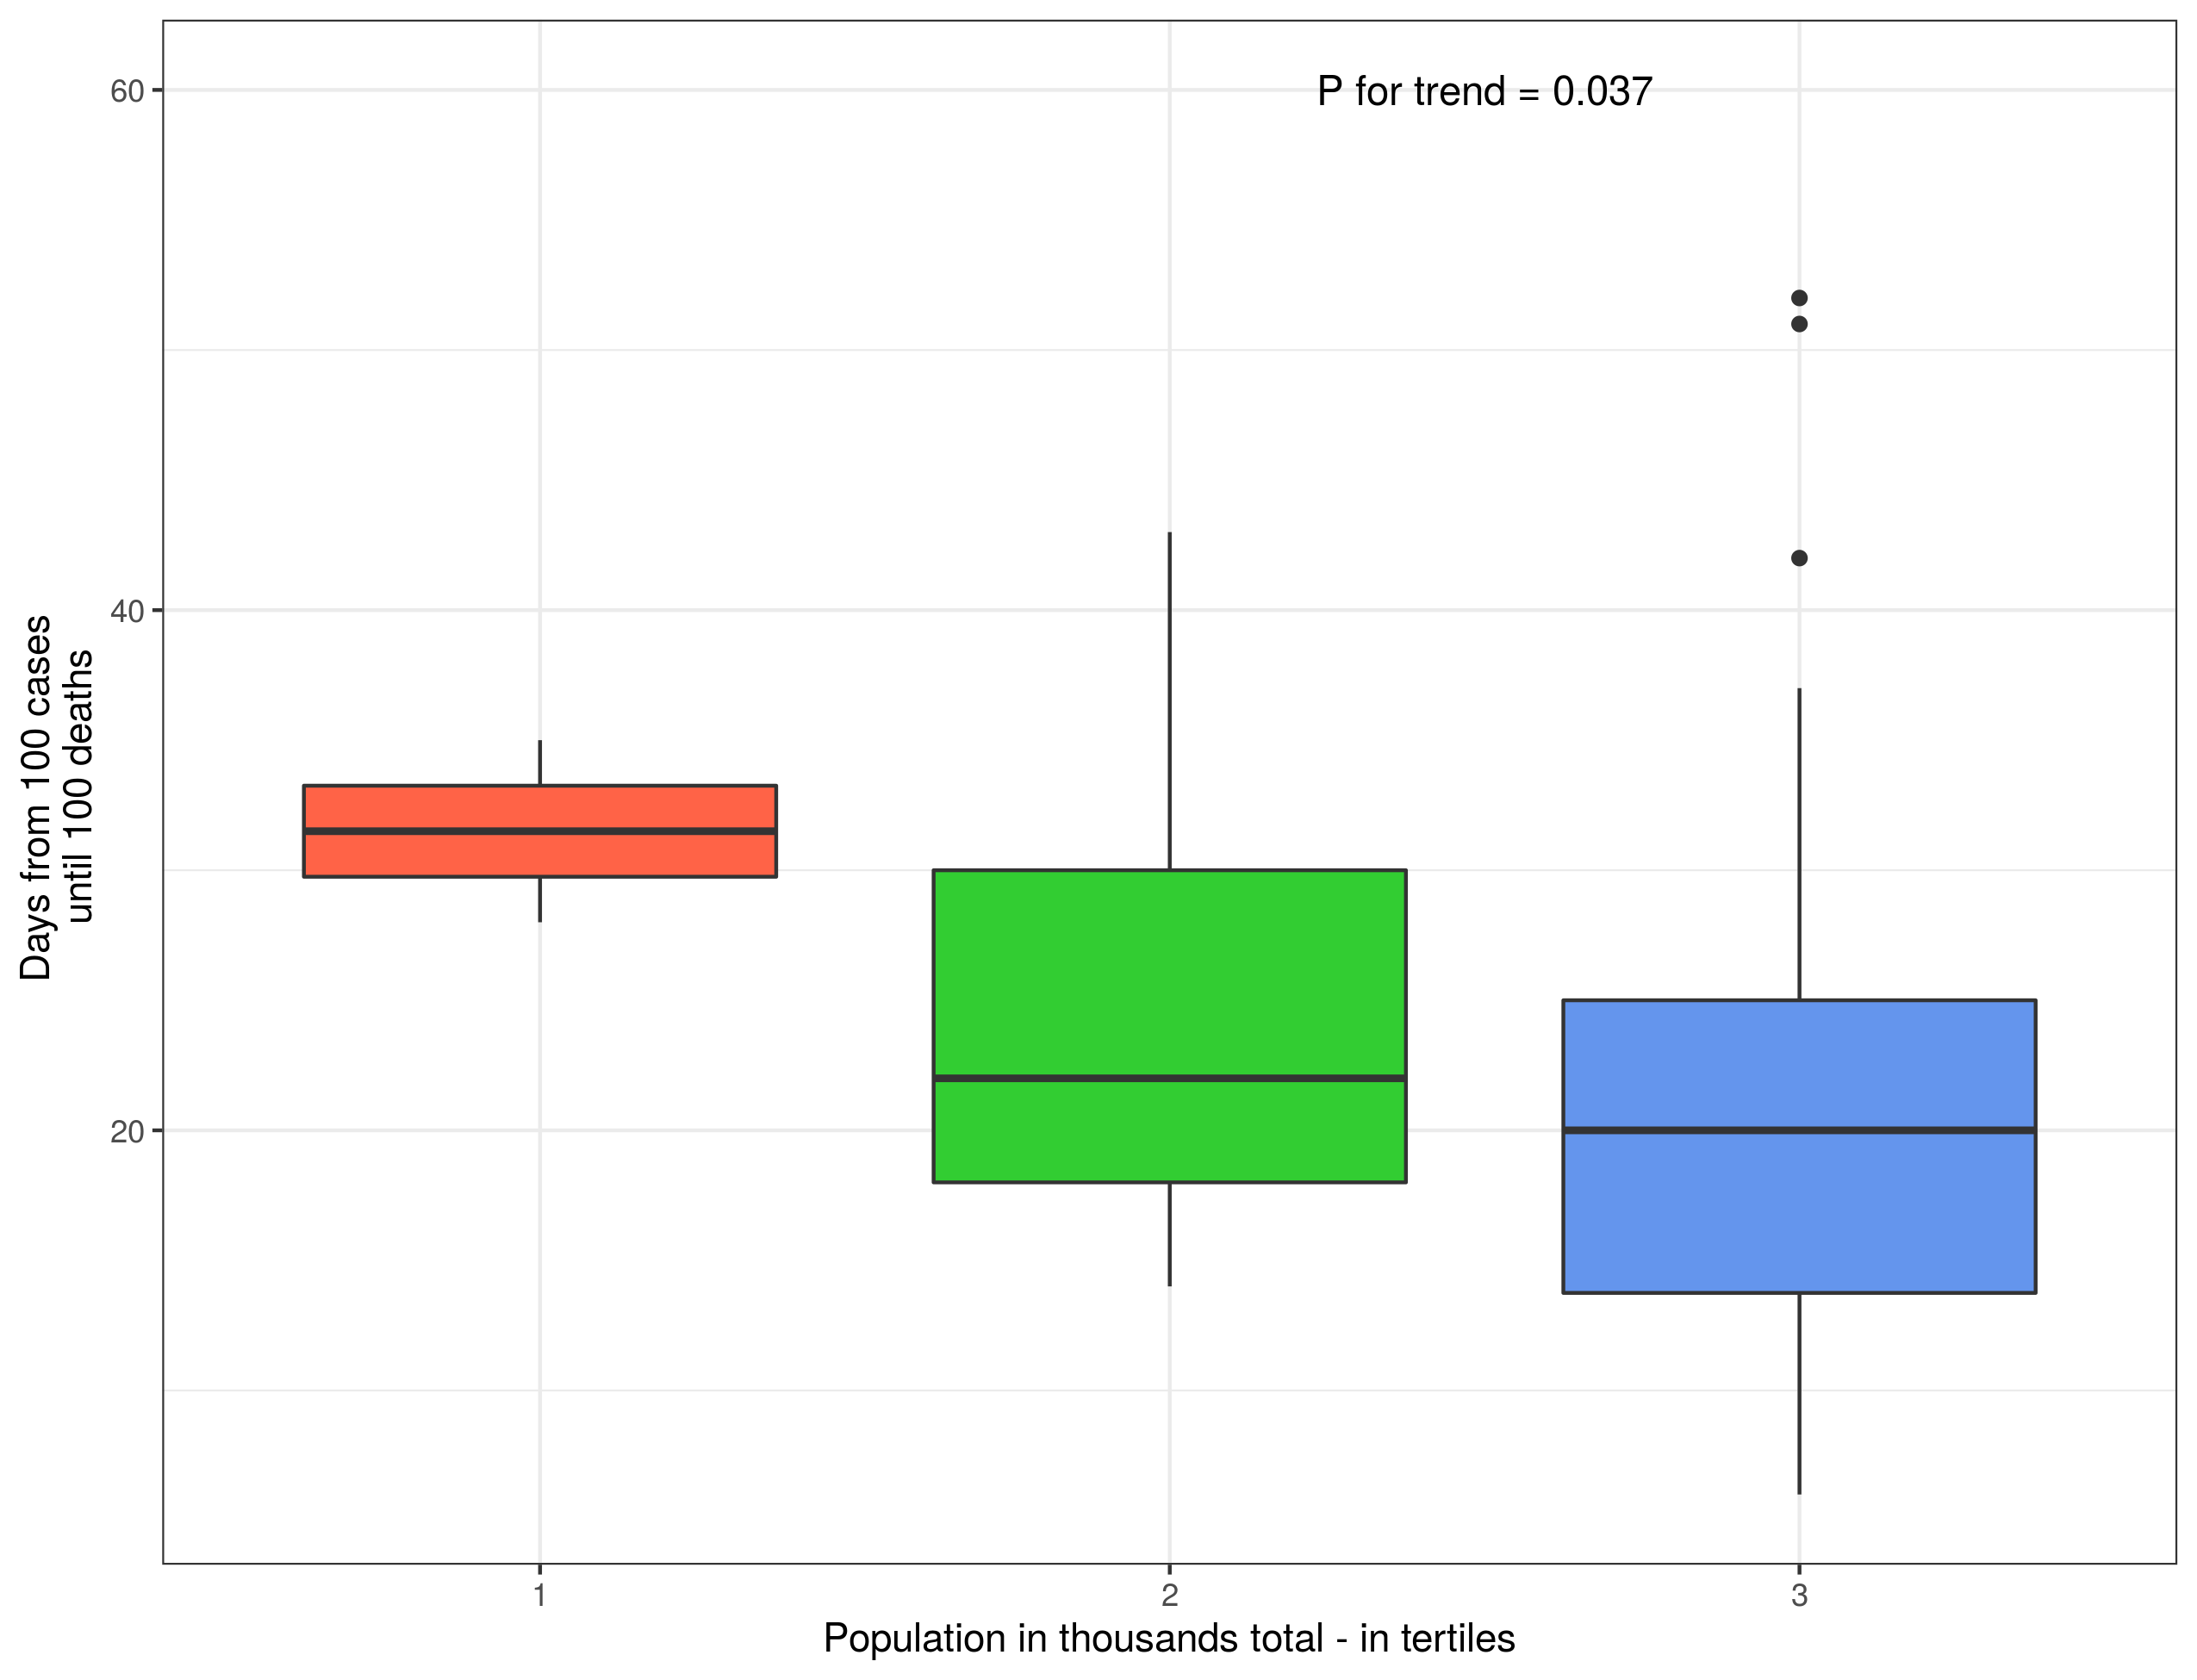 P for trend = 0.037
60
40
20
Days from 100 cases
until 100 deaths
1
2
3
Population in thousands total - in tertiles